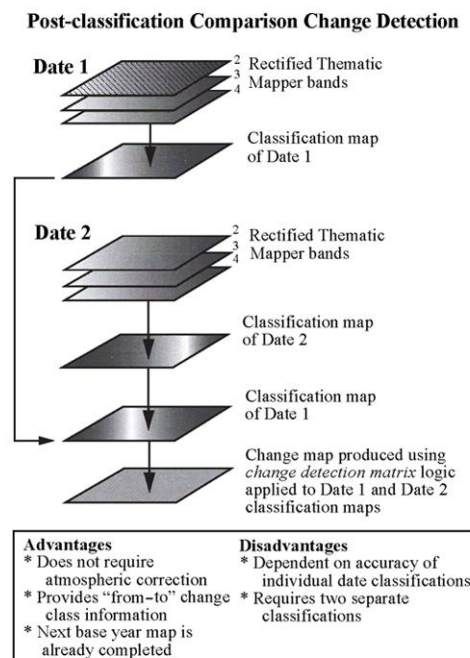 Post-classification Comparison Change Detection
Date 1
2
3
4
Rectified Thematic
Mapper bands
Classification map
of Date 1
Date 2
2
3
4
Rectified Thematic
Mapper bands
Classification map
of Date 2
Classification map
of Date 1
Change map produced using
change detection matrix logic
applied to Date 1 and Date 2
classification maps
Advantages
* Does not require
atmospheric correction
* Provides “from–to” change
class information
* Next base year map is
already completed
Disadvantages
* Dependent on accuracy of
individual date classifications
* Requires two separate
classifications